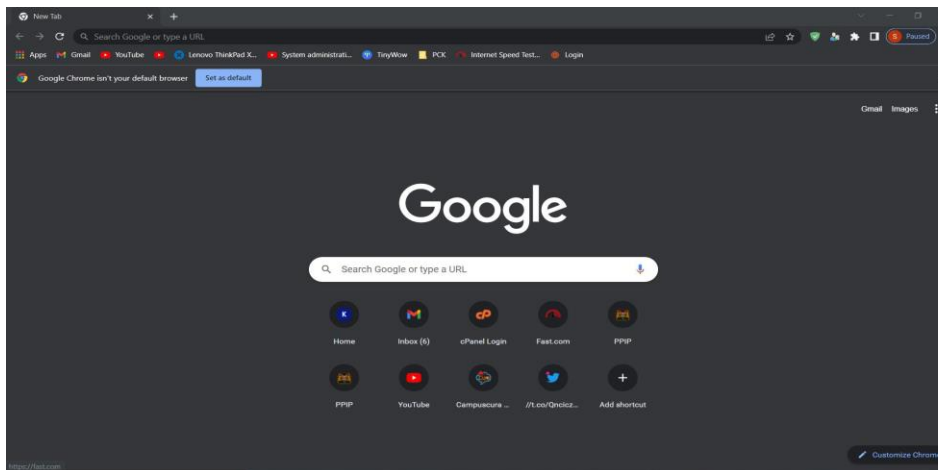 New Tab
Search Google or type a URL
Paused
Apps Gmail YouTube Lenovo ThinkPad X... System administrati... TinyWow PCK Internet Speed Test... Login
Google Chrome isn't your default browser Set as default
Gmail Images
Google
Search Google or type a URL
Home Inbox (6) cPanel Login Fast.com PPIP
PPIP YouTube Campuscura ... //t.co/Qncicz... Add shortcut
Customize Chrome
https://fast.com